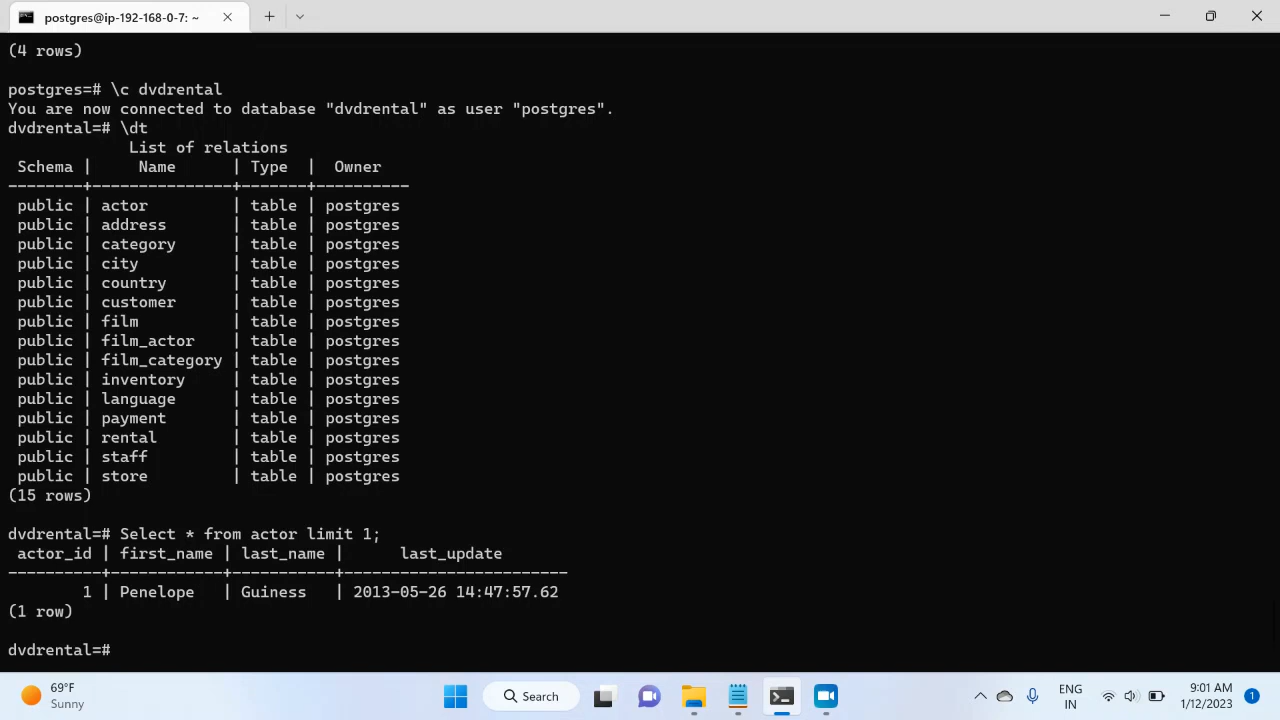 postgres@ip-192-168-0-7: ~
(4 rows)
postgres=# \c dvdrental
You are now connected to database "dvdrental" as user "postgres".
dvdrental=# \dt
List of relations
Schema | Name | Type | Owner
--------+---------------+-------+----------
public | actor | table | postgres
public | address | table | postgres
public | category | table | postgres
public | city | table | postgres
public | country | table | postgres
public | customer | table | postgres
public | film | table | postgres
public | film_actor | table | postgres
public | film_category | table | postgres
public | inventory | table | postgres
public | language | table | postgres
public | payment | table | postgres
public | rental | table | postgres
public | staff | table | postgres
public | store | table | postgres
(15 rows)
dvdrental=# Select * from actor limit 1;
actor_id | first_name | last_name | last_update
----------+------------+-----------+------------------------
1 | Penelope | Guiness | 2013-05-26 14:47:57.62
(1 row)
dvdrental=#
69°F
Sunny
Search
ENG
IN
9:01 AM
1/12/2023
1